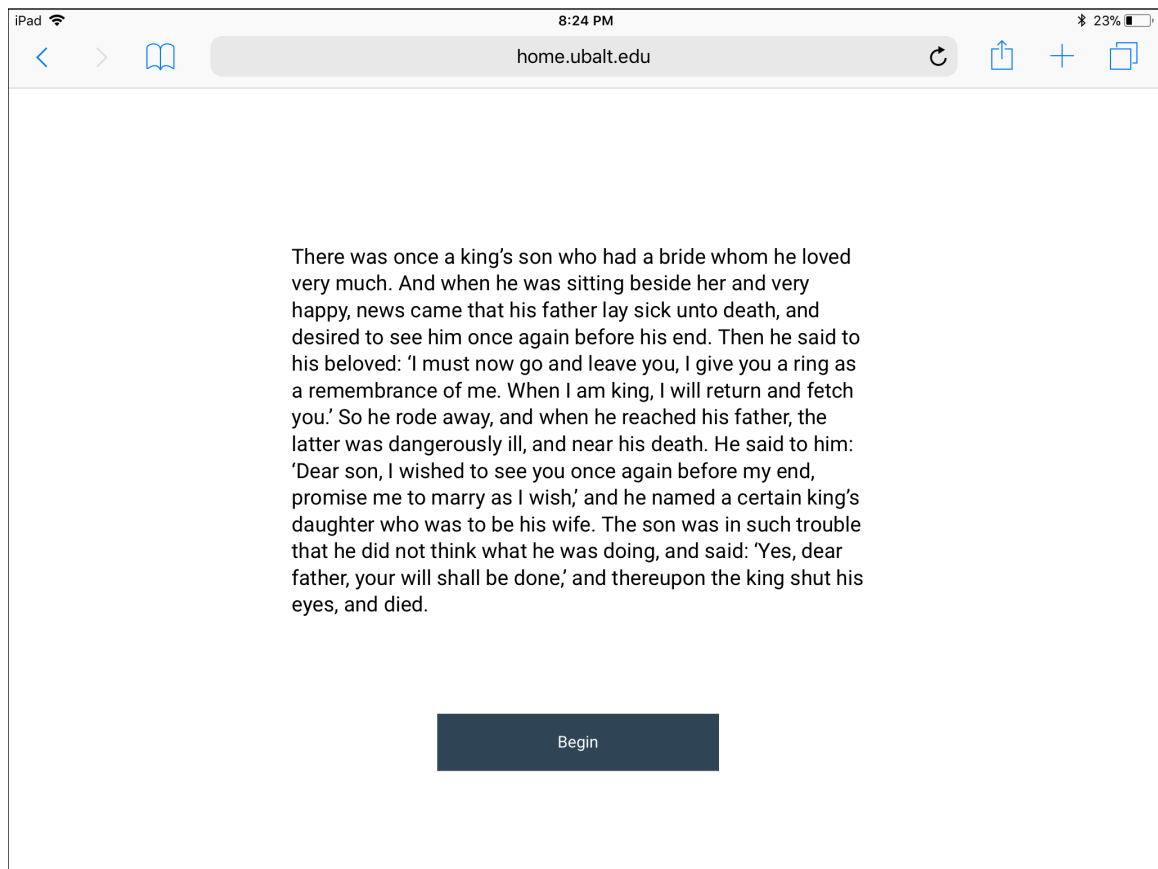 iPad
8:24 PM
23%
home.ubalt.edu
There was once a king’s son who had a bride whom he loved
very much. And when he was sitting beside her and very
happy, news came that his father lay sick unto death, and
desired to see him once again before his end. Then he said to
his beloved: ‘I must now go and leave you, I give you a ring as
a remembrance of me. When I am king, I will return and fetch
you.’ So he rode away, and when he reached his father, the
latter was dangerously ill, and near his death. He said to him:
‘Dear son, I wished to see you once again before my end,
promise me to marry as I wish,’ and he named a certain king’s
daughter who was to be his wife. The son was in such trouble
that he did not think what he was doing, and said: ‘Yes, dear
father, your will shall be done,’ and thereupon the king shut his
eyes, and died.
Begin